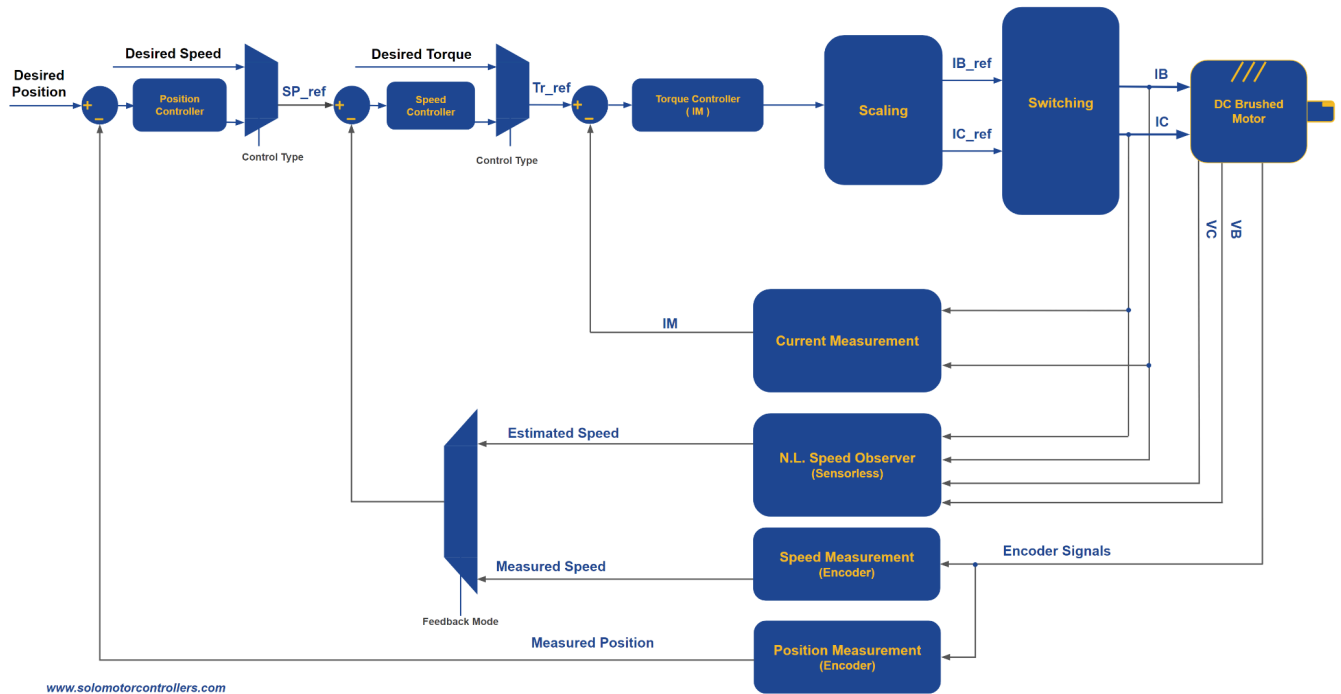 Desired Speed
Desired Torque
Desired
Position
+
−
Position
Controller
SP_ref
+
−
Speed
Controller
Tr_ref
+
−
Torque Controller
( IM )
Scaling
IB_ref
IC_ref
Switching
IB
IC
DC Brushed
Motor
Control Type
Control Type
VC
VB
IM
Current Measurement
Estimated Speed
N.L. Speed Observer
(Sensorless)
Measured Speed
Speed Measurement
(Encoder)
Encoder Signals
Feedback Mode
Measured Position
Position Measurement
(Encoder)
www.solomotorcontrollers.com